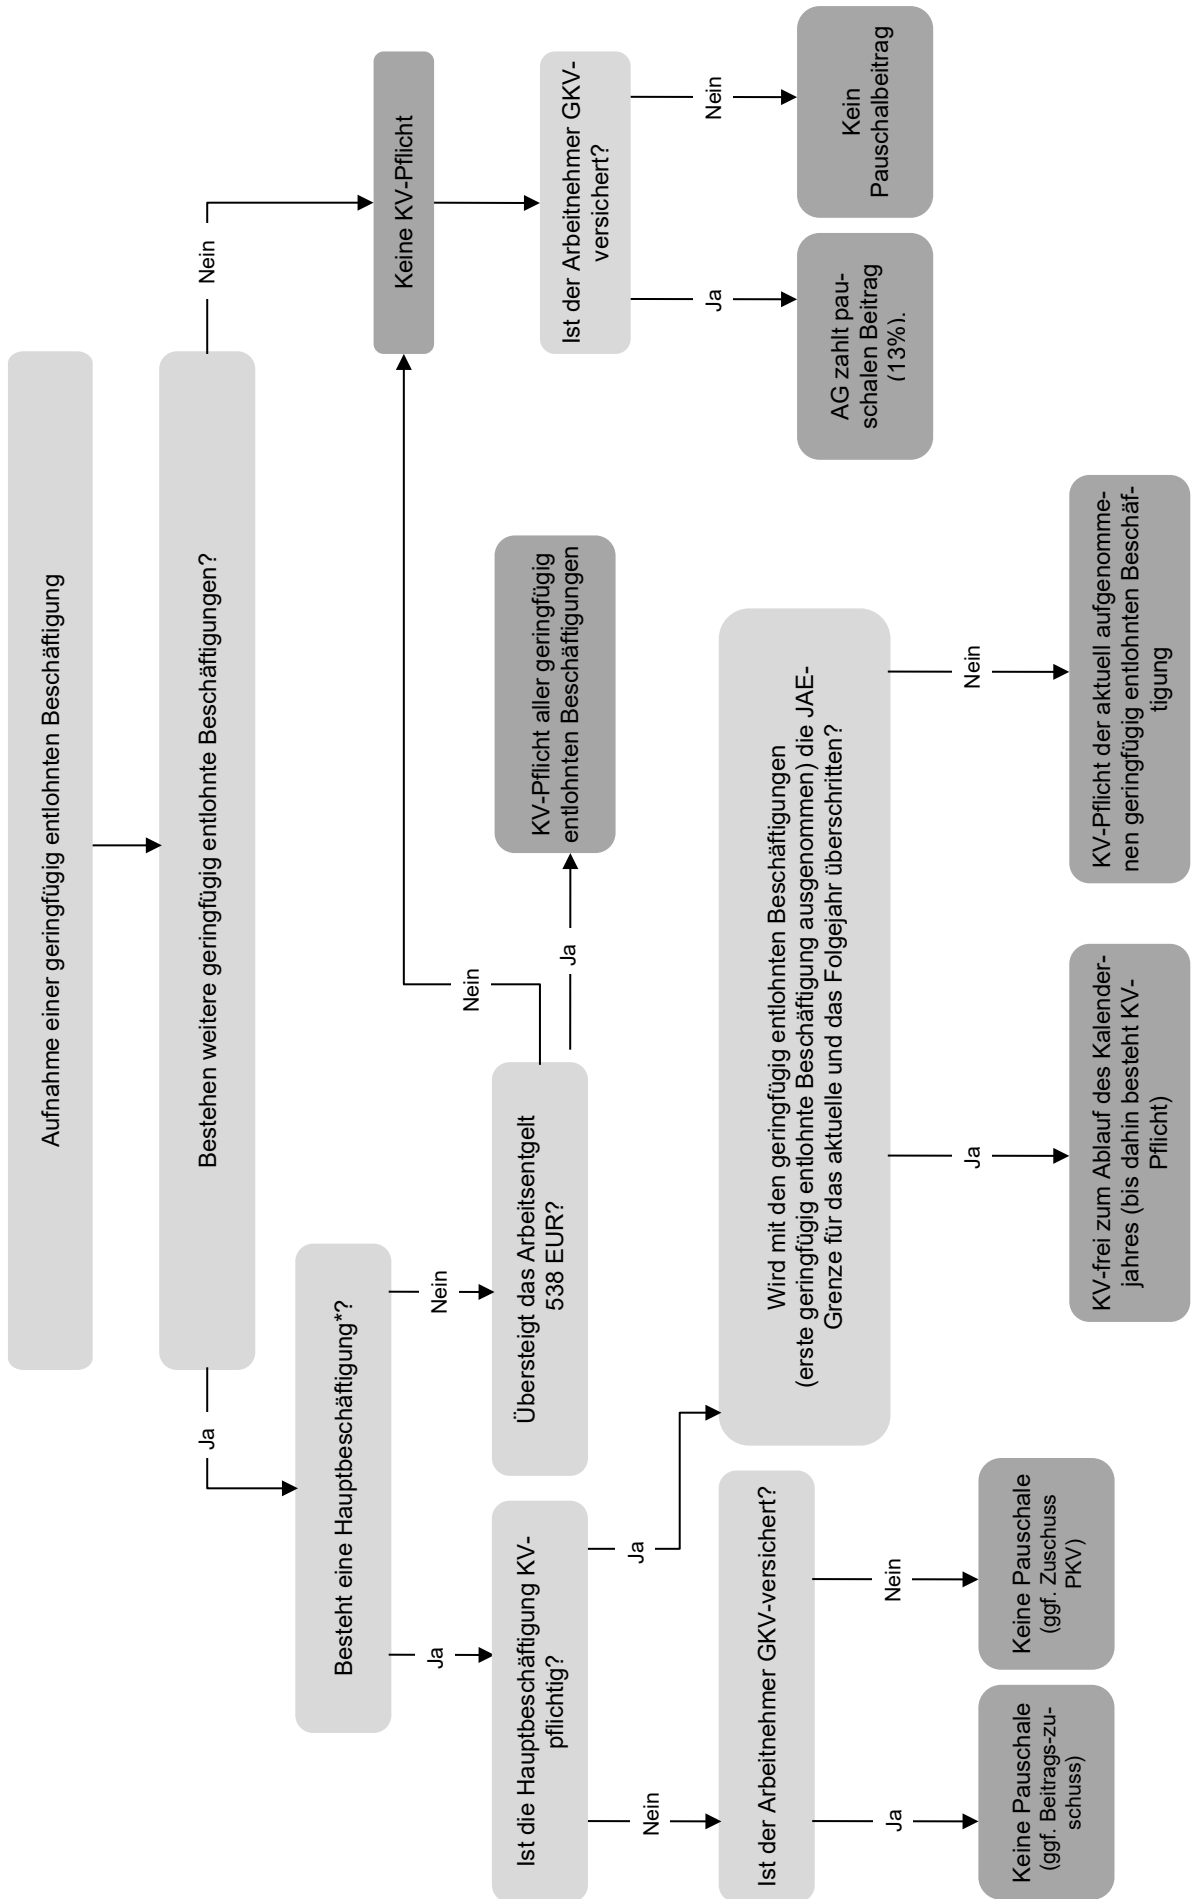 Aufnahme einer geringfügig entlohnten Beschäftigung
Bestehen weitere geringfügig entlohnte Beschäftigungen?
Ja
Nein
Besteht eine Hauptbeschäftigung*?
Keine KV-Pflicht
Ja
Nein
Ist die Hauptbeschäftigung KV-
pflichtig?
Übersteigt das Arbeitsentgelt
538 EUR?
Nein
Ja
KV-Pflicht aller geringfügig
entlohnten Beschäftigungen
Ist der Arbeitnehmer GKV-
versichert?
Nein
Ja
Ja
Nein
Ist der Arbeitnehmer GKV-versichert?
Wird mit den geringfügig entlohnten Beschäftigungen
(erste geringfügig entlohnte Beschäftigung ausgenommen) die JAE-
Grenze für das aktuelle und das Folgejahr überschritten?
AG zahlt pau-
schalen Beitrag
(13%).
Kein
Pauschalbeitrag
Ja
Nein
Ja
Nein
Keine Pauschale
(ggf. Beitrags-zu-
schuss)
Keine Pauschale
(ggf. Zuschuss
PKV)
KV-frei zum Ablauf des Kalender-
jahres (bis dahin besteht KV-
Pflicht)
KV-Pflicht der aktuell aufgenomme-
nen geringfügig entlohnten Beschäf-
tigung